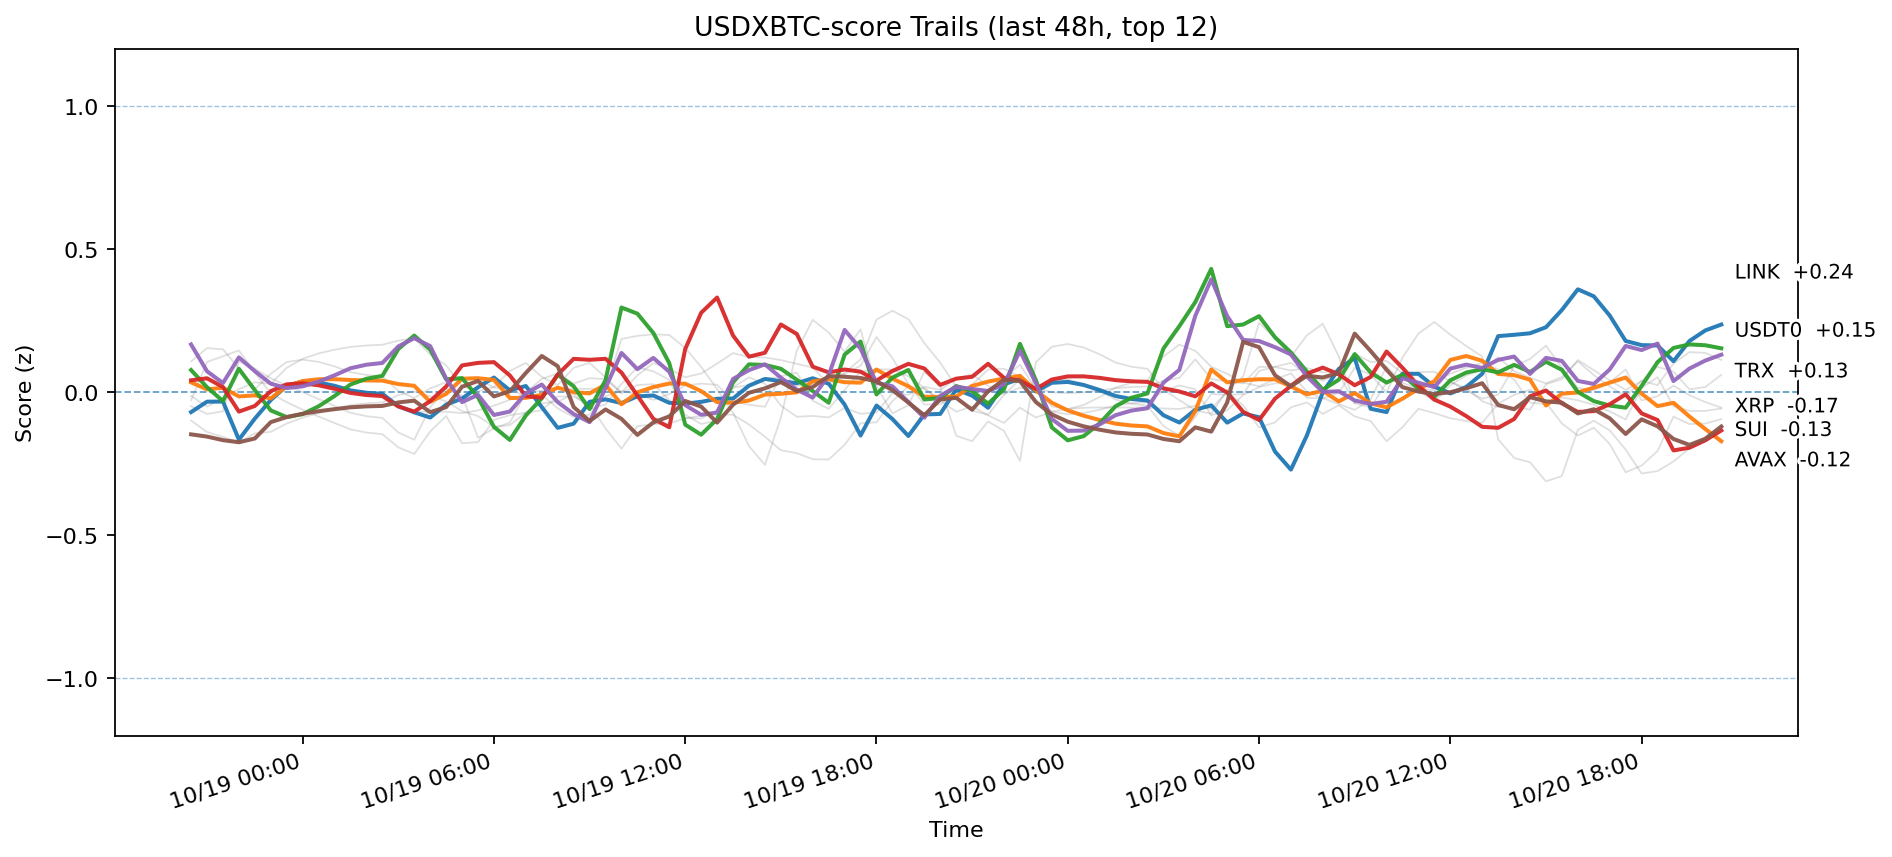 USDXBTC-score Trails (last 48h, top 12)
Score (z)
1.0
0.5
0.0
−0.5
−1.0
LINK +0.24
USDT0 +0.15
TRX +0.13
XRP -0.17
SUI -0.13
AVAX -0.12
10/19 00:00
10/19 06:00
10/19 12:00
10/19 18:00
10/20 00:00
10/20 06:00
10/20 12:00
10/20 18:00
Time